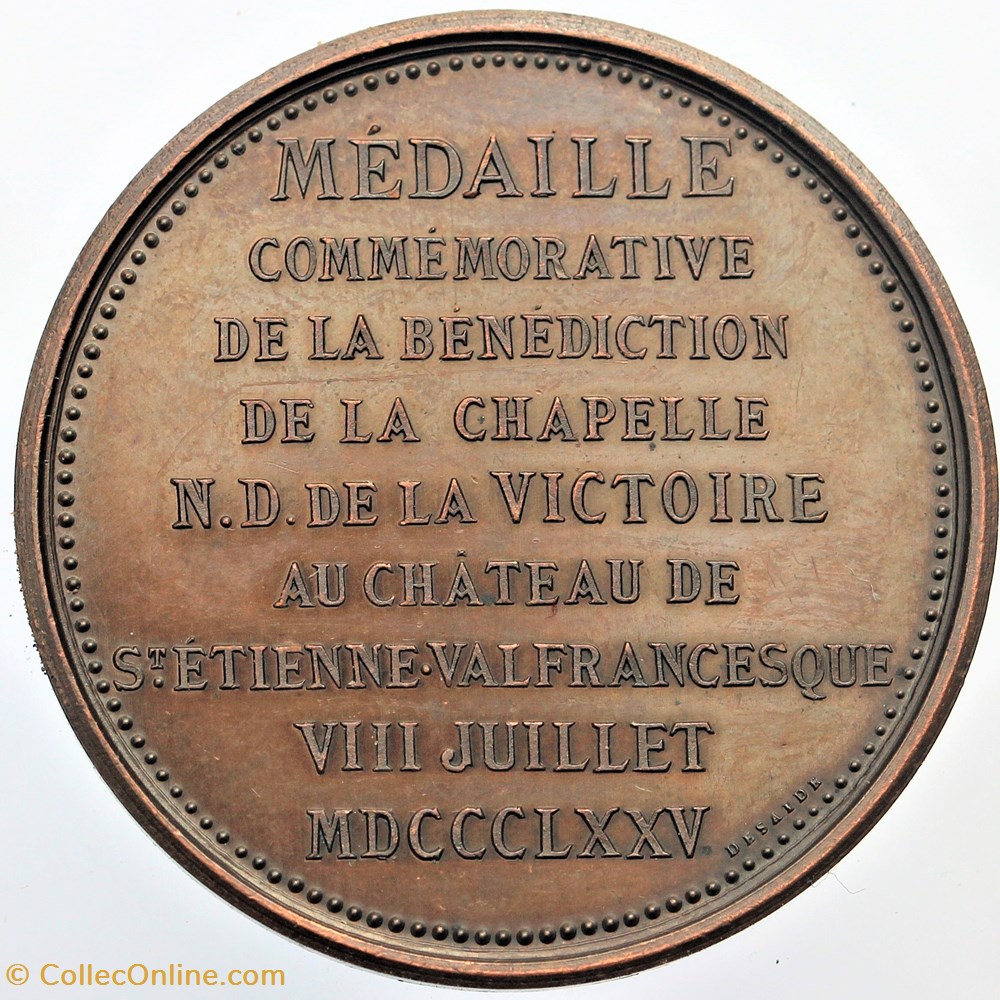 MÉDAILLE
COMMÉMORATIVE
DE LA BÉNÉDICTION
DE LA CHAPELLE
N.D. DE LA VICTOIRE
AU CHÂTEAU DE
ST. ÉTIENNE·VALFRANCESQUE
VIII JUILLET
MDCCCLXXV
DESAIDE
© CollecOnline.com